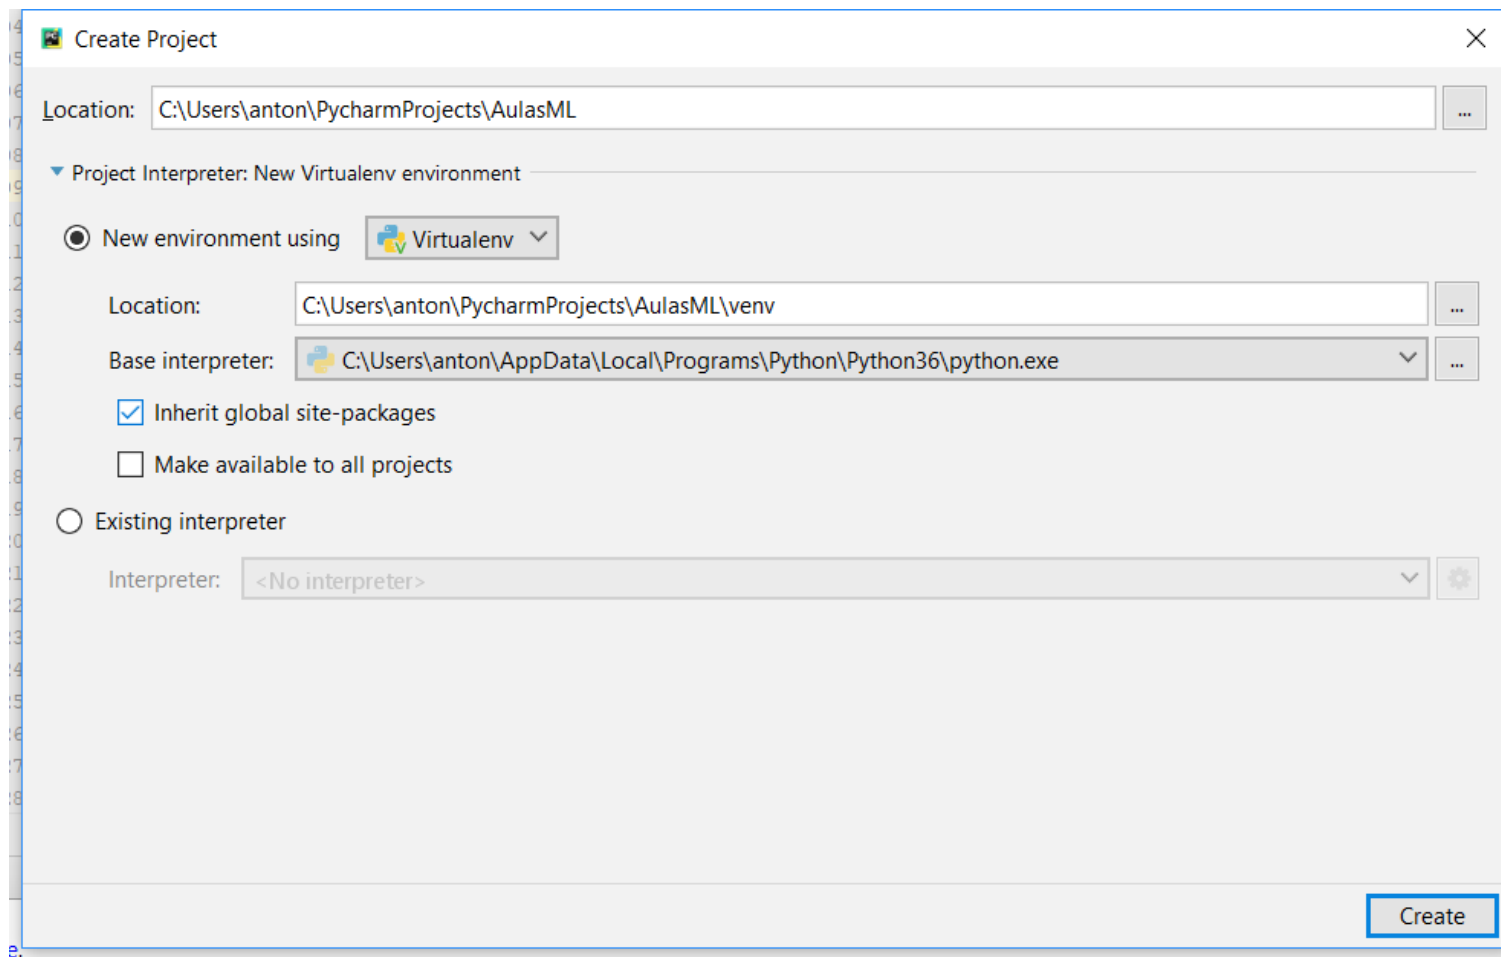 Create Project
Location: C:\Users\anton\PycharmProjects\AulasML ...
Project Interpreter: New Virtualenv environment
New environment using Virtualenv
Location: C:\Users\anton\PycharmProjects\AulasML\venv ...
Base interpreter: C:\Users\anton\AppData\Local\Programs\Python\Python36\python.exe ...
Inherit global site-packages
Make available to all projects
Existing interpreter
Interpreter: <No interpreter>
Create